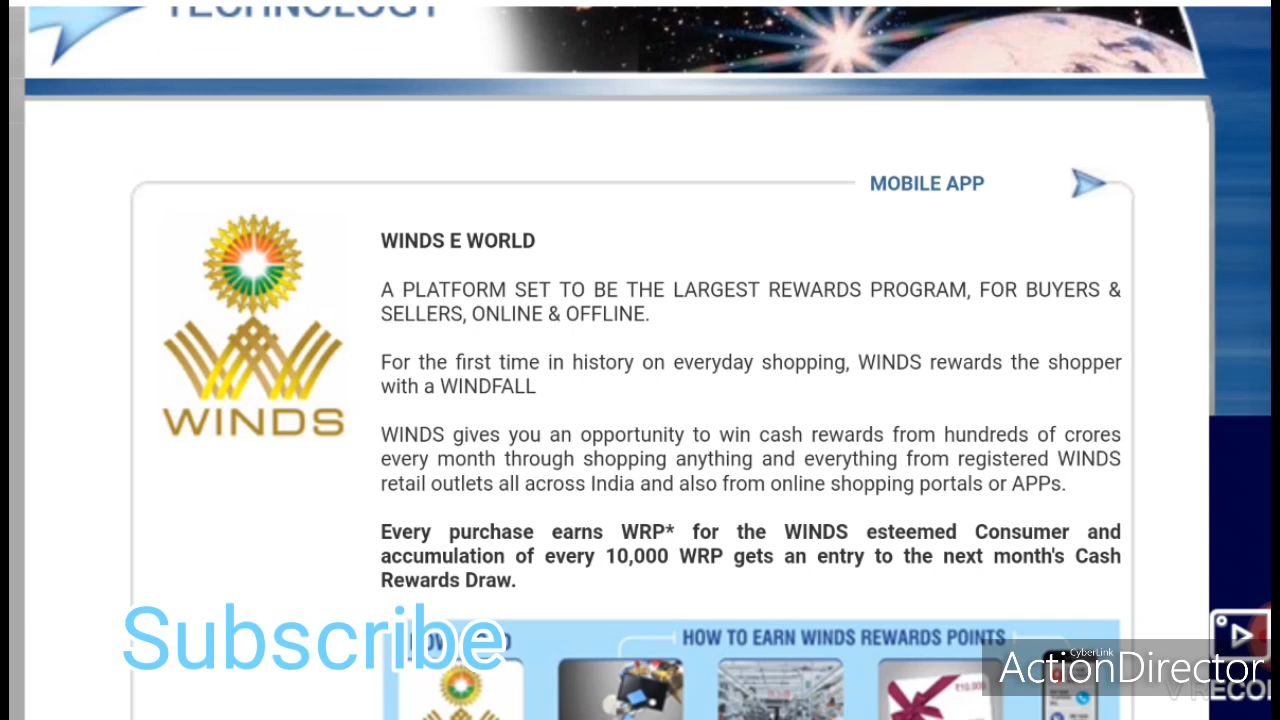 TECHNOLOGY
MOBILE APP
WINDS
WINDS E WORLD
A PLATFORM SET TO BE THE LARGEST REWARDS PROGRAM, FOR BUYERS &
SELLERS, ONLINE & OFFLINE.
For the first time in history on everyday shopping, WINDS rewards the shopper
with a WINDFALL
WINDS gives you an opportunity to win cash rewards from hundreds of crores
every month through shopping anything and everything from registered WINDS
retail outlets all across India and also from online shopping portals or APPs.
Every purchase earns WRP* for the WINDS esteemed Consumer and
accumulation of every 10,000 WRP gets an entry to the next month's Cash
Rewards Draw.
Subscribe
HOW TO EARN WINDS REWARDS POINTS
₹10,000
CyberLink
ActionDirector
V RECO